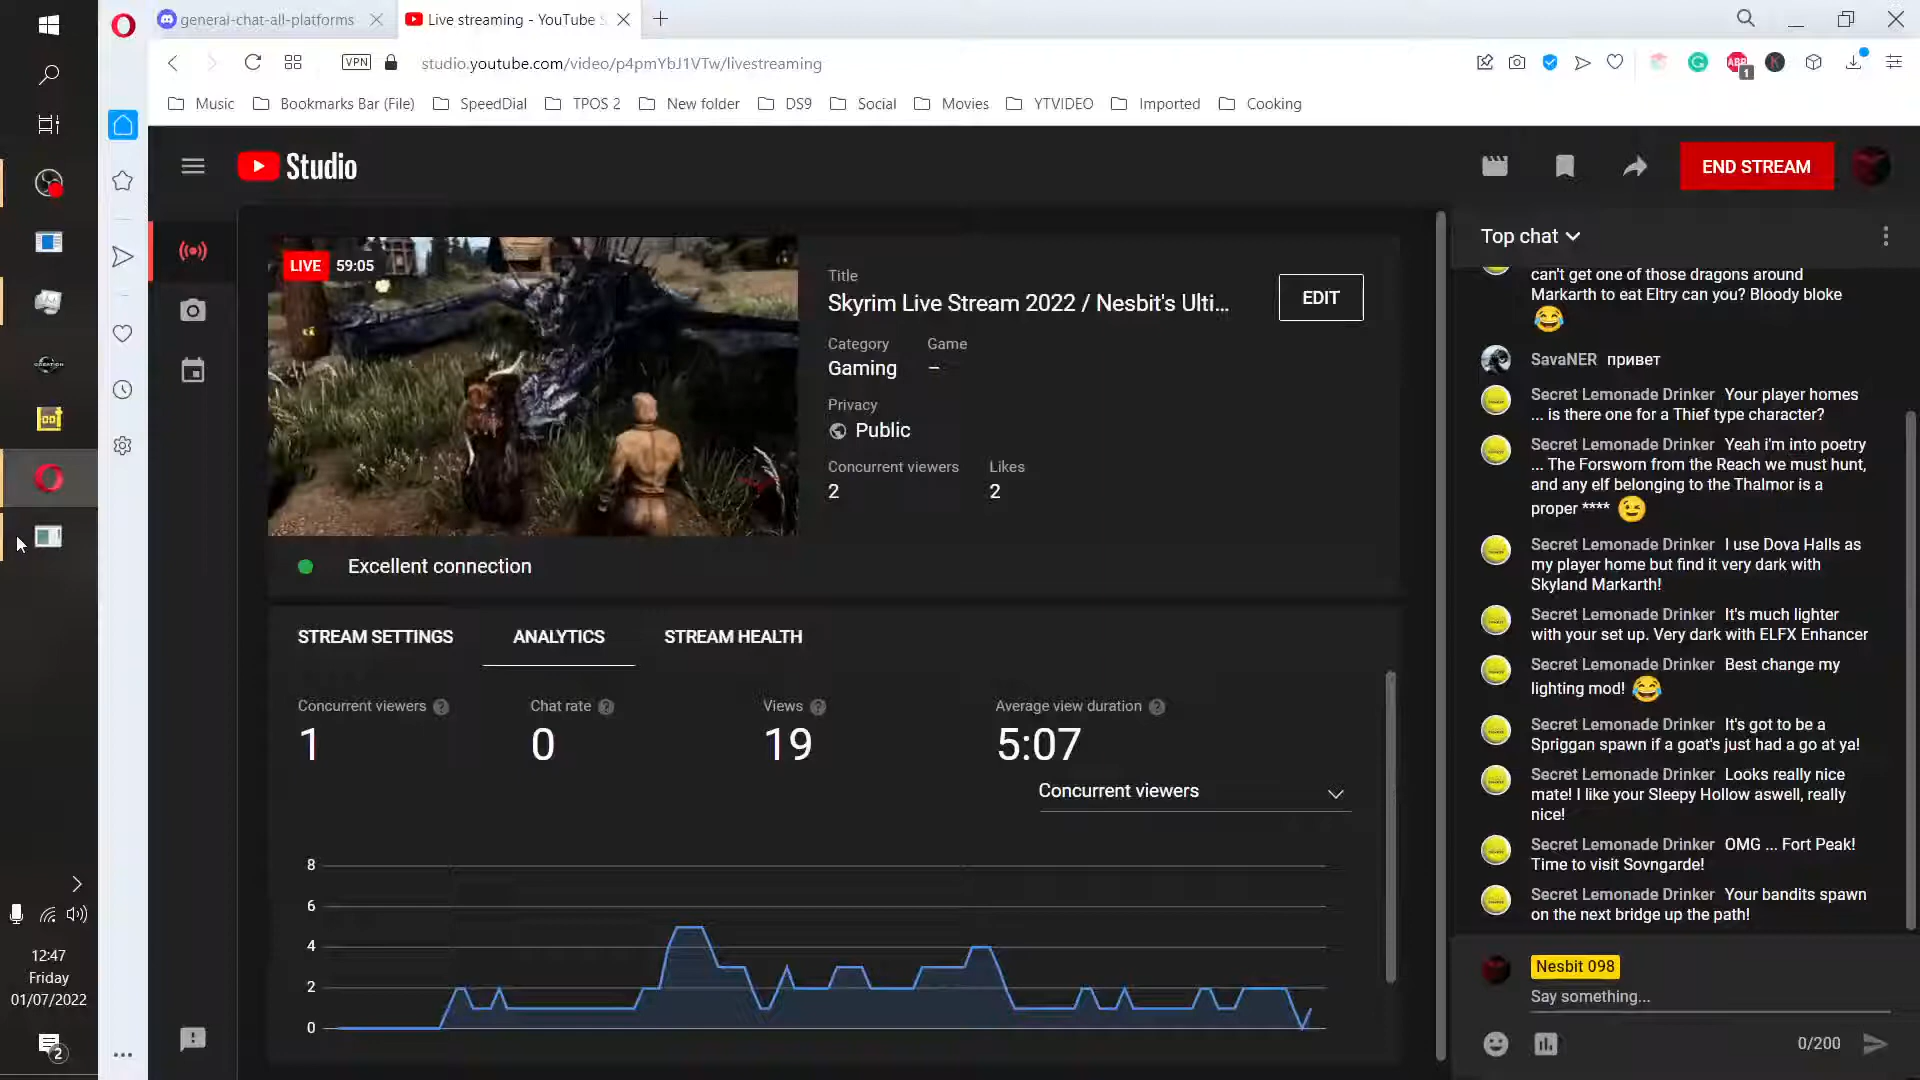 general-chat-all-platforms
Live streaming - YouTube S
VPN
studio.youtube.com/video/p4pmYbJ1VTw/livestreaming
ABP
1
Music
Bookmarks Bar (File)
SpeedDial
TPOS 2
New folder
DS9
Social
Movies
YTVIDEO
Imported
Cooking
Studio
END STREAM
LIVE 59:05
Title
Skyrim Live Stream 2022 / Nesbit's Ulti...
EDIT
Category Game
Gaming –
Privacy
Public
Concurrent viewers Likes
2 2
Excellent connection
STREAM SETTINGS
ANALYTICS
STREAM HEALTH
Concurrent viewers
1
Chat rate
0
Views
19
Average view duration
5:07
Concurrent viewers
8
6
4
2
0
Top chat
can't get one of those dragons around
Markarth to eat Eltry can you? Bloody bloke
😂
SavaNER привет
Secret Lemonade Drinker Your player homes
... is there one for a Thief type character?
Secret Lemonade Drinker Yeah i'm into poetry
... The Forsworn from the Reach we must hunt,
and any elf belonging to the Thalmor is a
proper **** 😉
Secret Lemonade Drinker I use Dova Halls as
my player home but find it very dark with
Skyland Markarth!
Secret Lemonade Drinker It's much lighter
with your set up. Very dark with ELFX Enhancer
Secret Lemonade Drinker Best change my
lighting mod! 😂
Secret Lemonade Drinker It's got to be a
Spriggan spawn if a goat's just had a go at ya!
Secret Lemonade Drinker Looks really nice
mate! I like your Sleepy Hollow aswell, really
nice!
Secret Lemonade Drinker OMG ... Fort Peak!
Time to visit Sovngarde!
Secret Lemonade Drinker Your bandits spawn
on the next bridge up the path!
Nesbit 098
Say something...
0/200
12:47
Friday
01/07/2022
2